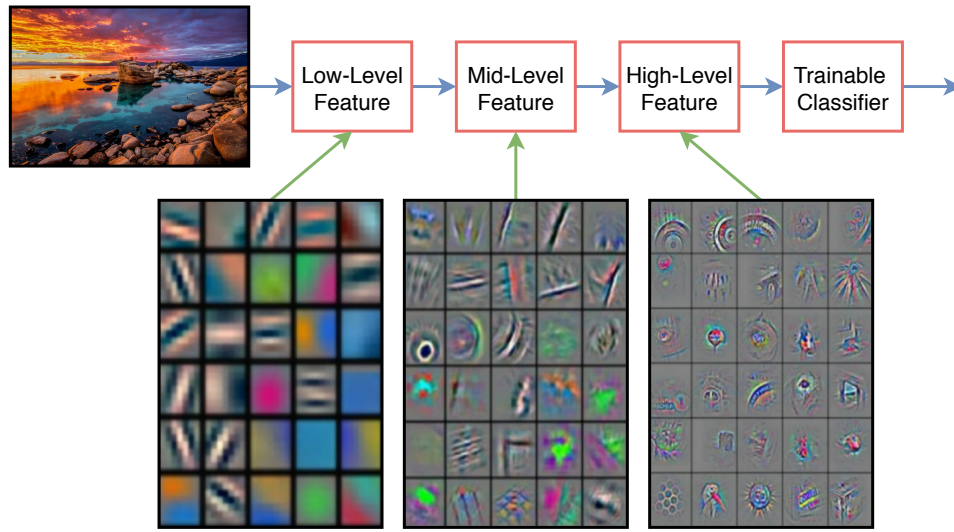 Low-Level
Feature
Mid-Level
Feature
High-Level
Feature
Trainable
Classifier